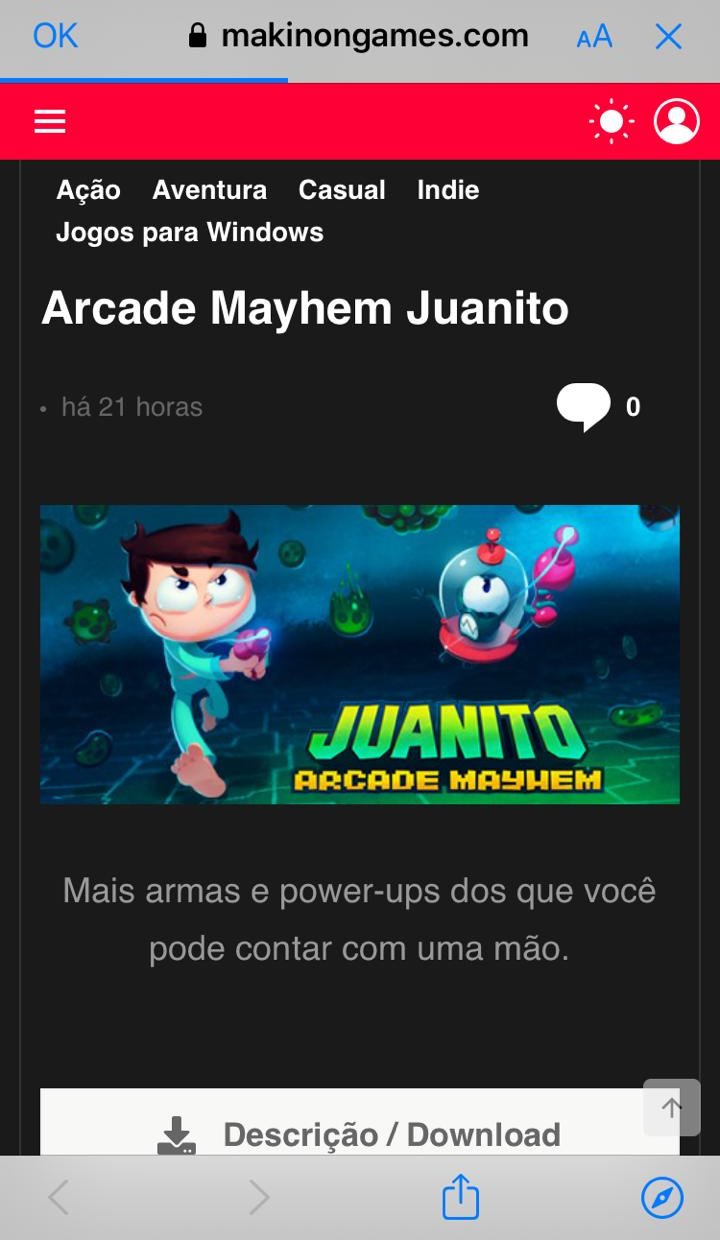 OK makinongames.com AA
Ação Aventura Casual Indie
Jogos para Windows
Arcade Mayhem Juanito
• há 21 horas 0
JUANITO
ARCADE MAYHEM
Mais armas e power-ups dos que você
pode contar com uma mão.
Descrição / Download